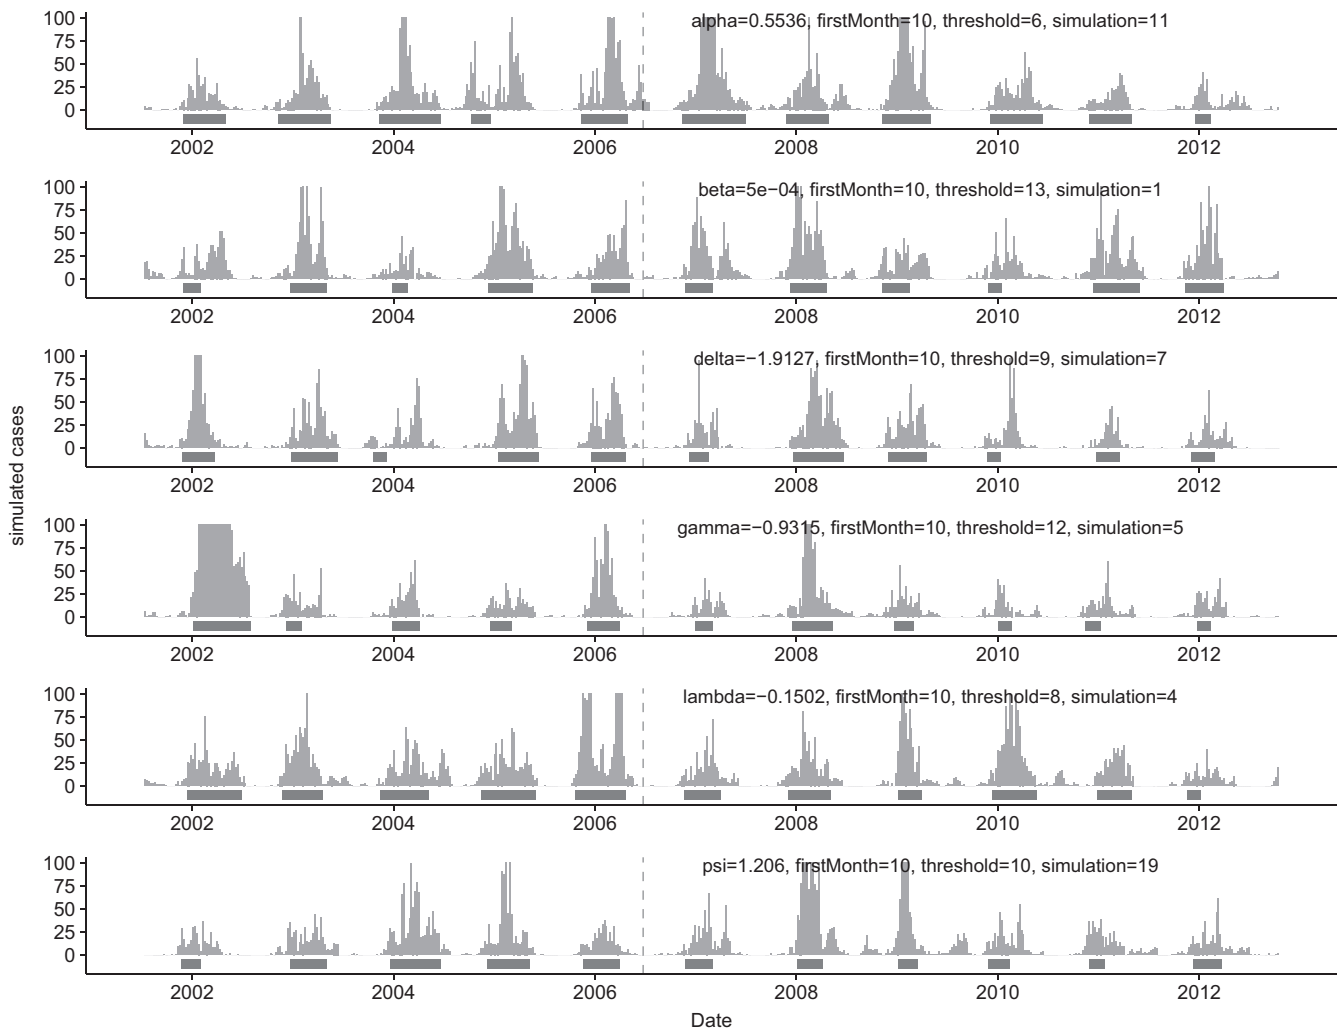 alpha=0.5536, firstMonth=10, threshold=6, simulation=11
100
75
50
25
0
2002 2004 2006 2008 2010 2012
beta=5e−04, firstMonth=10, threshold=13, simulation=1
100
75
50
25
0
2002 2004 2006 2008 2010 2012
delta=−1.9127, firstMonth=10, threshold=9, simulation=7
100
75
50
25
0
2002 2004 2006 2008 2010 2012
simulated cases
gamma=−0.9315, firstMonth=10, threshold=12, simulation=5
100
75
50
25
0
2002 2004 2006 2008 2010 2012
lambda=−0.1502, firstMonth=10, threshold=8, simulation=4
100
75
50
25
0
2002 2004 2006 2008 2010 2012
psi=1.206, firstMonth=10, threshold=10, simulation=19
100
75
50
25
0
2002 2004 2006 2008 2010 2012
Date